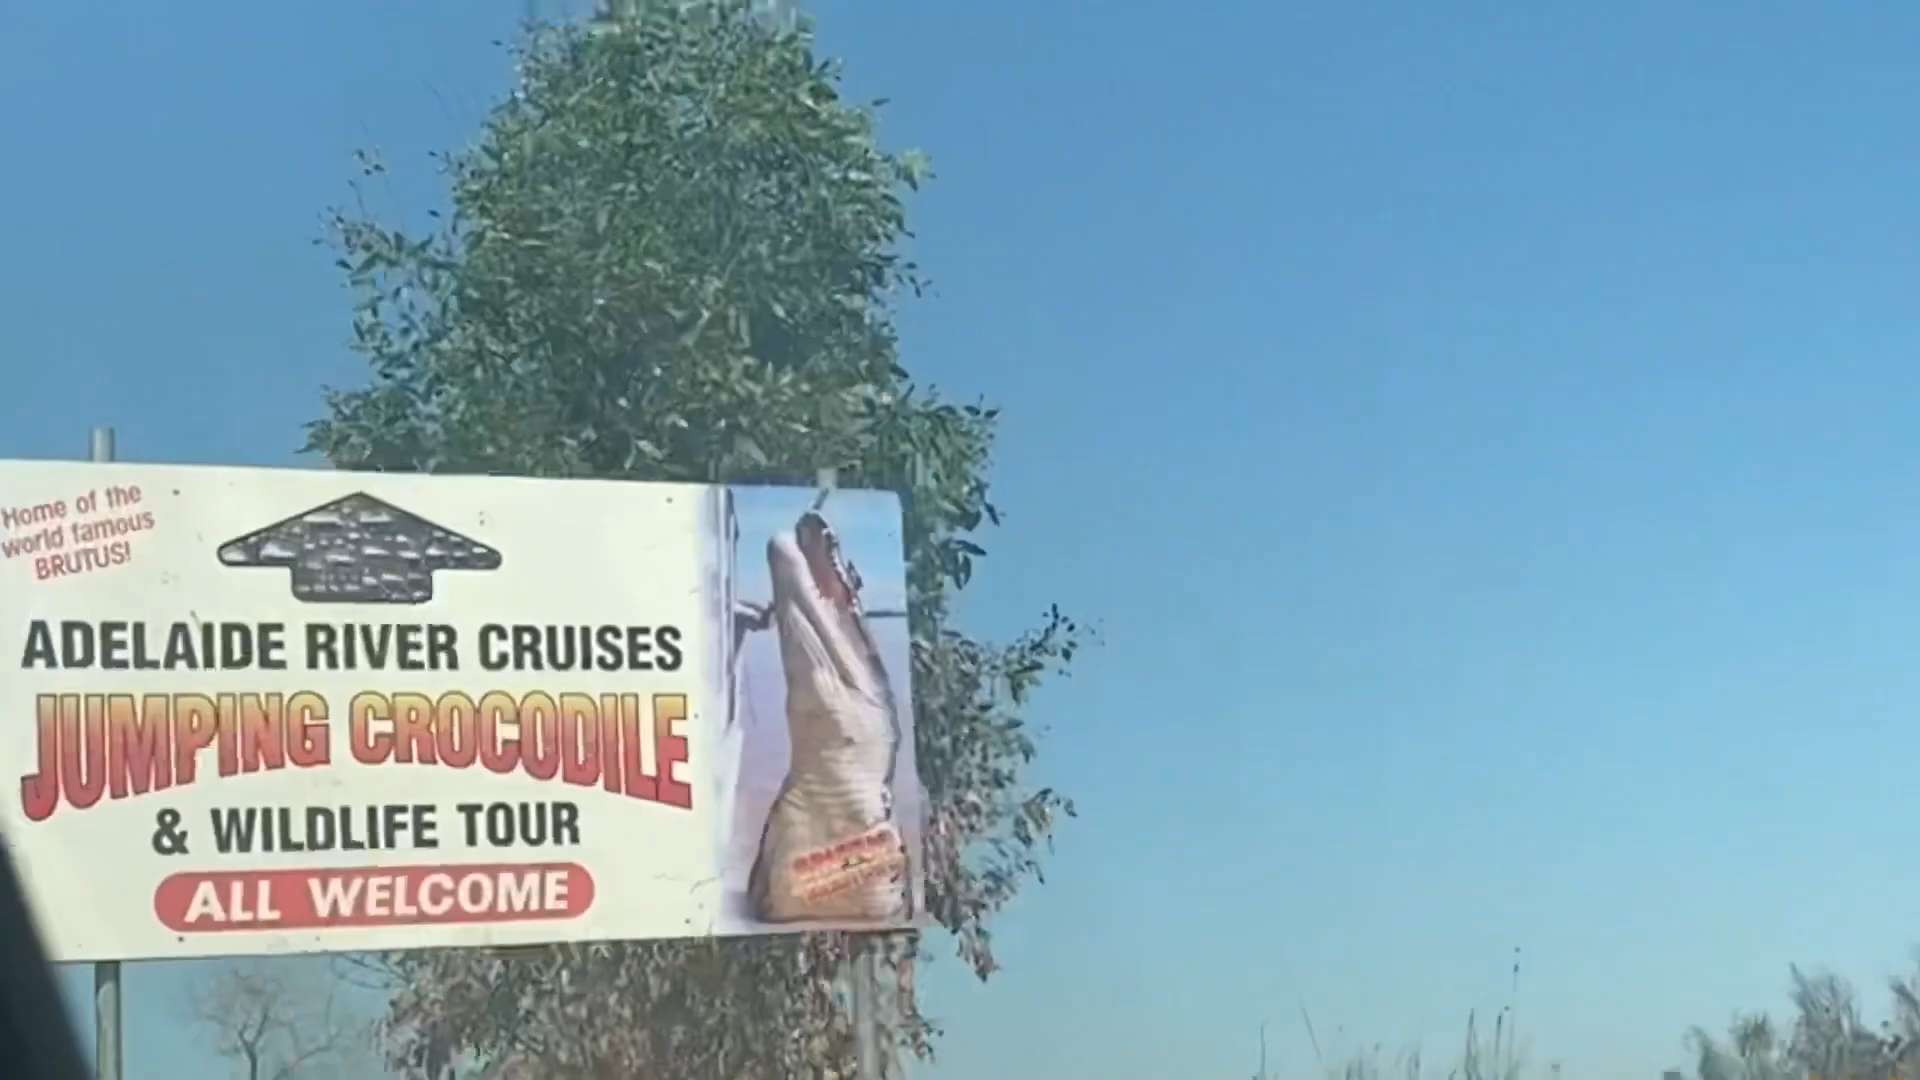 Home of the
world famous
BRUTUS!
ADELAIDE RIVER CRUISES
JUMPING CROCODILE
& WILDLIFE TOUR
ALL WELCOME